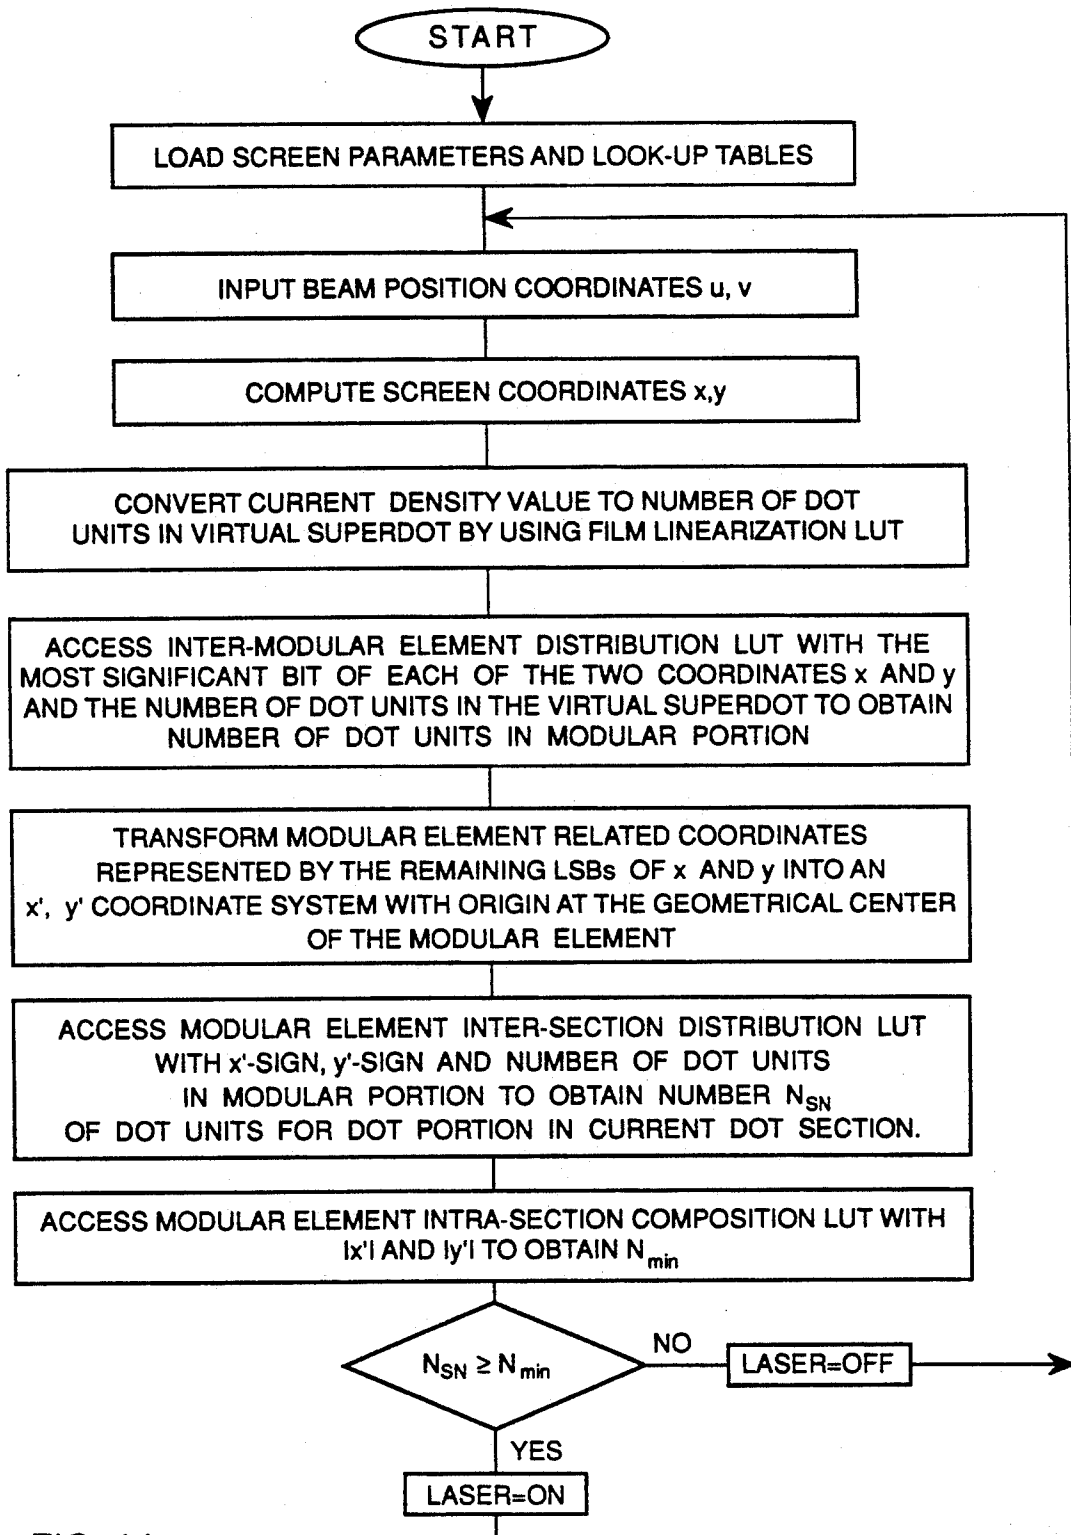 START
LOAD SCREEN PARAMETERS AND LOOK-UP TABLES
INPUT BEAM POSITION COORDINATES u, v
COMPUTE SCREEN COORDINATES x,y
CONVERT CURRENT DENSITY VALUE TO NUMBER OF DOT
UNITS IN VIRTUAL SUPERDOT BY USING FILM LINEARIZATION LUT
ACCESS INTER-MODULAR ELEMENT DISTRIBUTION LUT WITH THE
MOST SIGNIFICANT BIT OF EACH OF THE TWO COORDINATES x AND y
AND THE NUMBER OF DOT UNITS IN THE VIRTUAL SUPERDOT TO OBTAIN
NUMBER OF DOT UNITS IN MODULAR PORTION
TRANSFORM MODULAR ELEMENT RELATED COORDINATES
REPRESENTED BY THE REMAINING LSBs OF x AND y INTO AN
x', y' COORDINATE SYSTEM WITH ORIGIN AT THE GEOMETRICAL CENTER
OF THE MODULAR ELEMENT
ACCESS MODULAR ELEMENT INTER-SECTION DISTRIBUTION LUT
WITH x'-SIGN, y'-SIGN AND NUMBER OF DOT UNITS
IN MODULAR PORTION TO OBTAIN NUMBER N_SN
OF DOT UNITS FOR DOT PORTION IN CURRENT DOT SECTION.
ACCESS MODULAR ELEMENT INTRA-SECTION COMPOSITION LUT WITH
|x'| AND |y'| TO OBTAIN N_min
N_SN ≥ N_min
NO
LASER=OFF
YES
LASER=ON